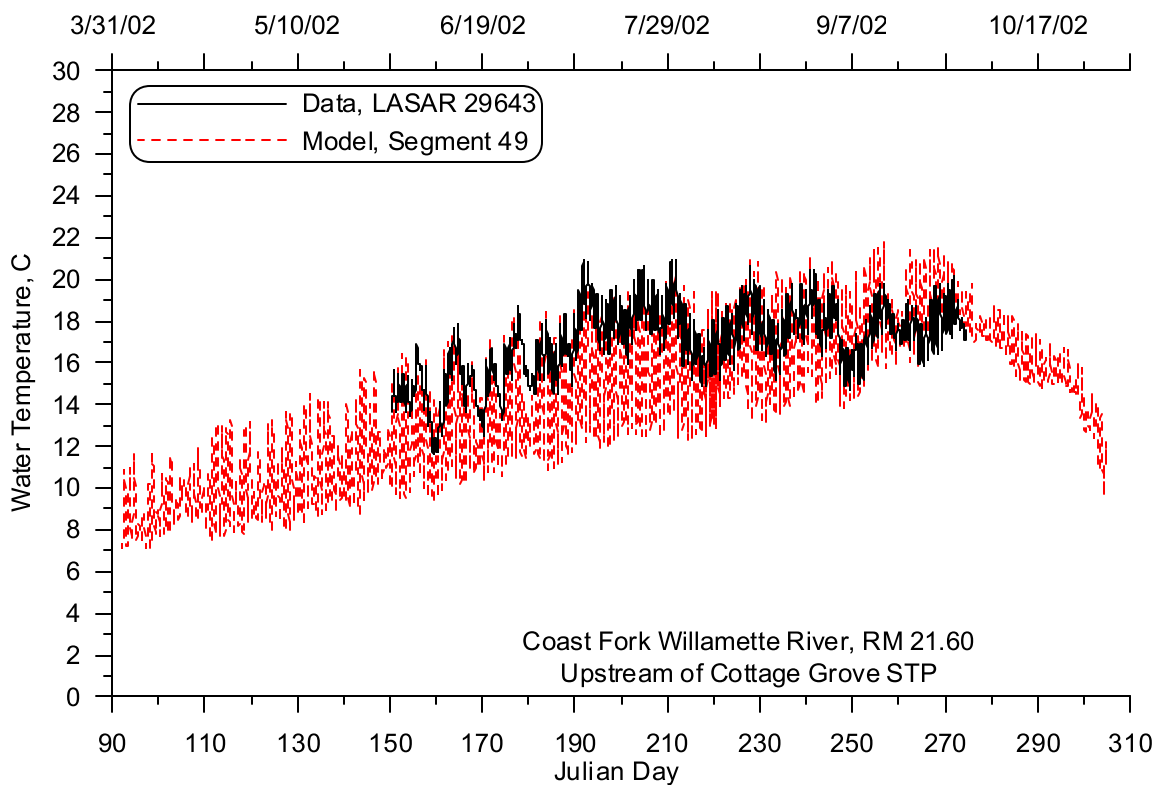 3/31/02 5/10/02 6/19/02 7/29/02 9/7/02 10/17/02
30
28
26
24
22
20
18
16
14
12
10
8
6
4
2
0
Water Temperature, C
Data, LASAR 29643
Model, Segment 49
Coast Fork Willamette River, RM 21.60
Upstream of Cottage Grove STP
90 110 130 150 170 190 210 230 250 270 290 310
Julian Day